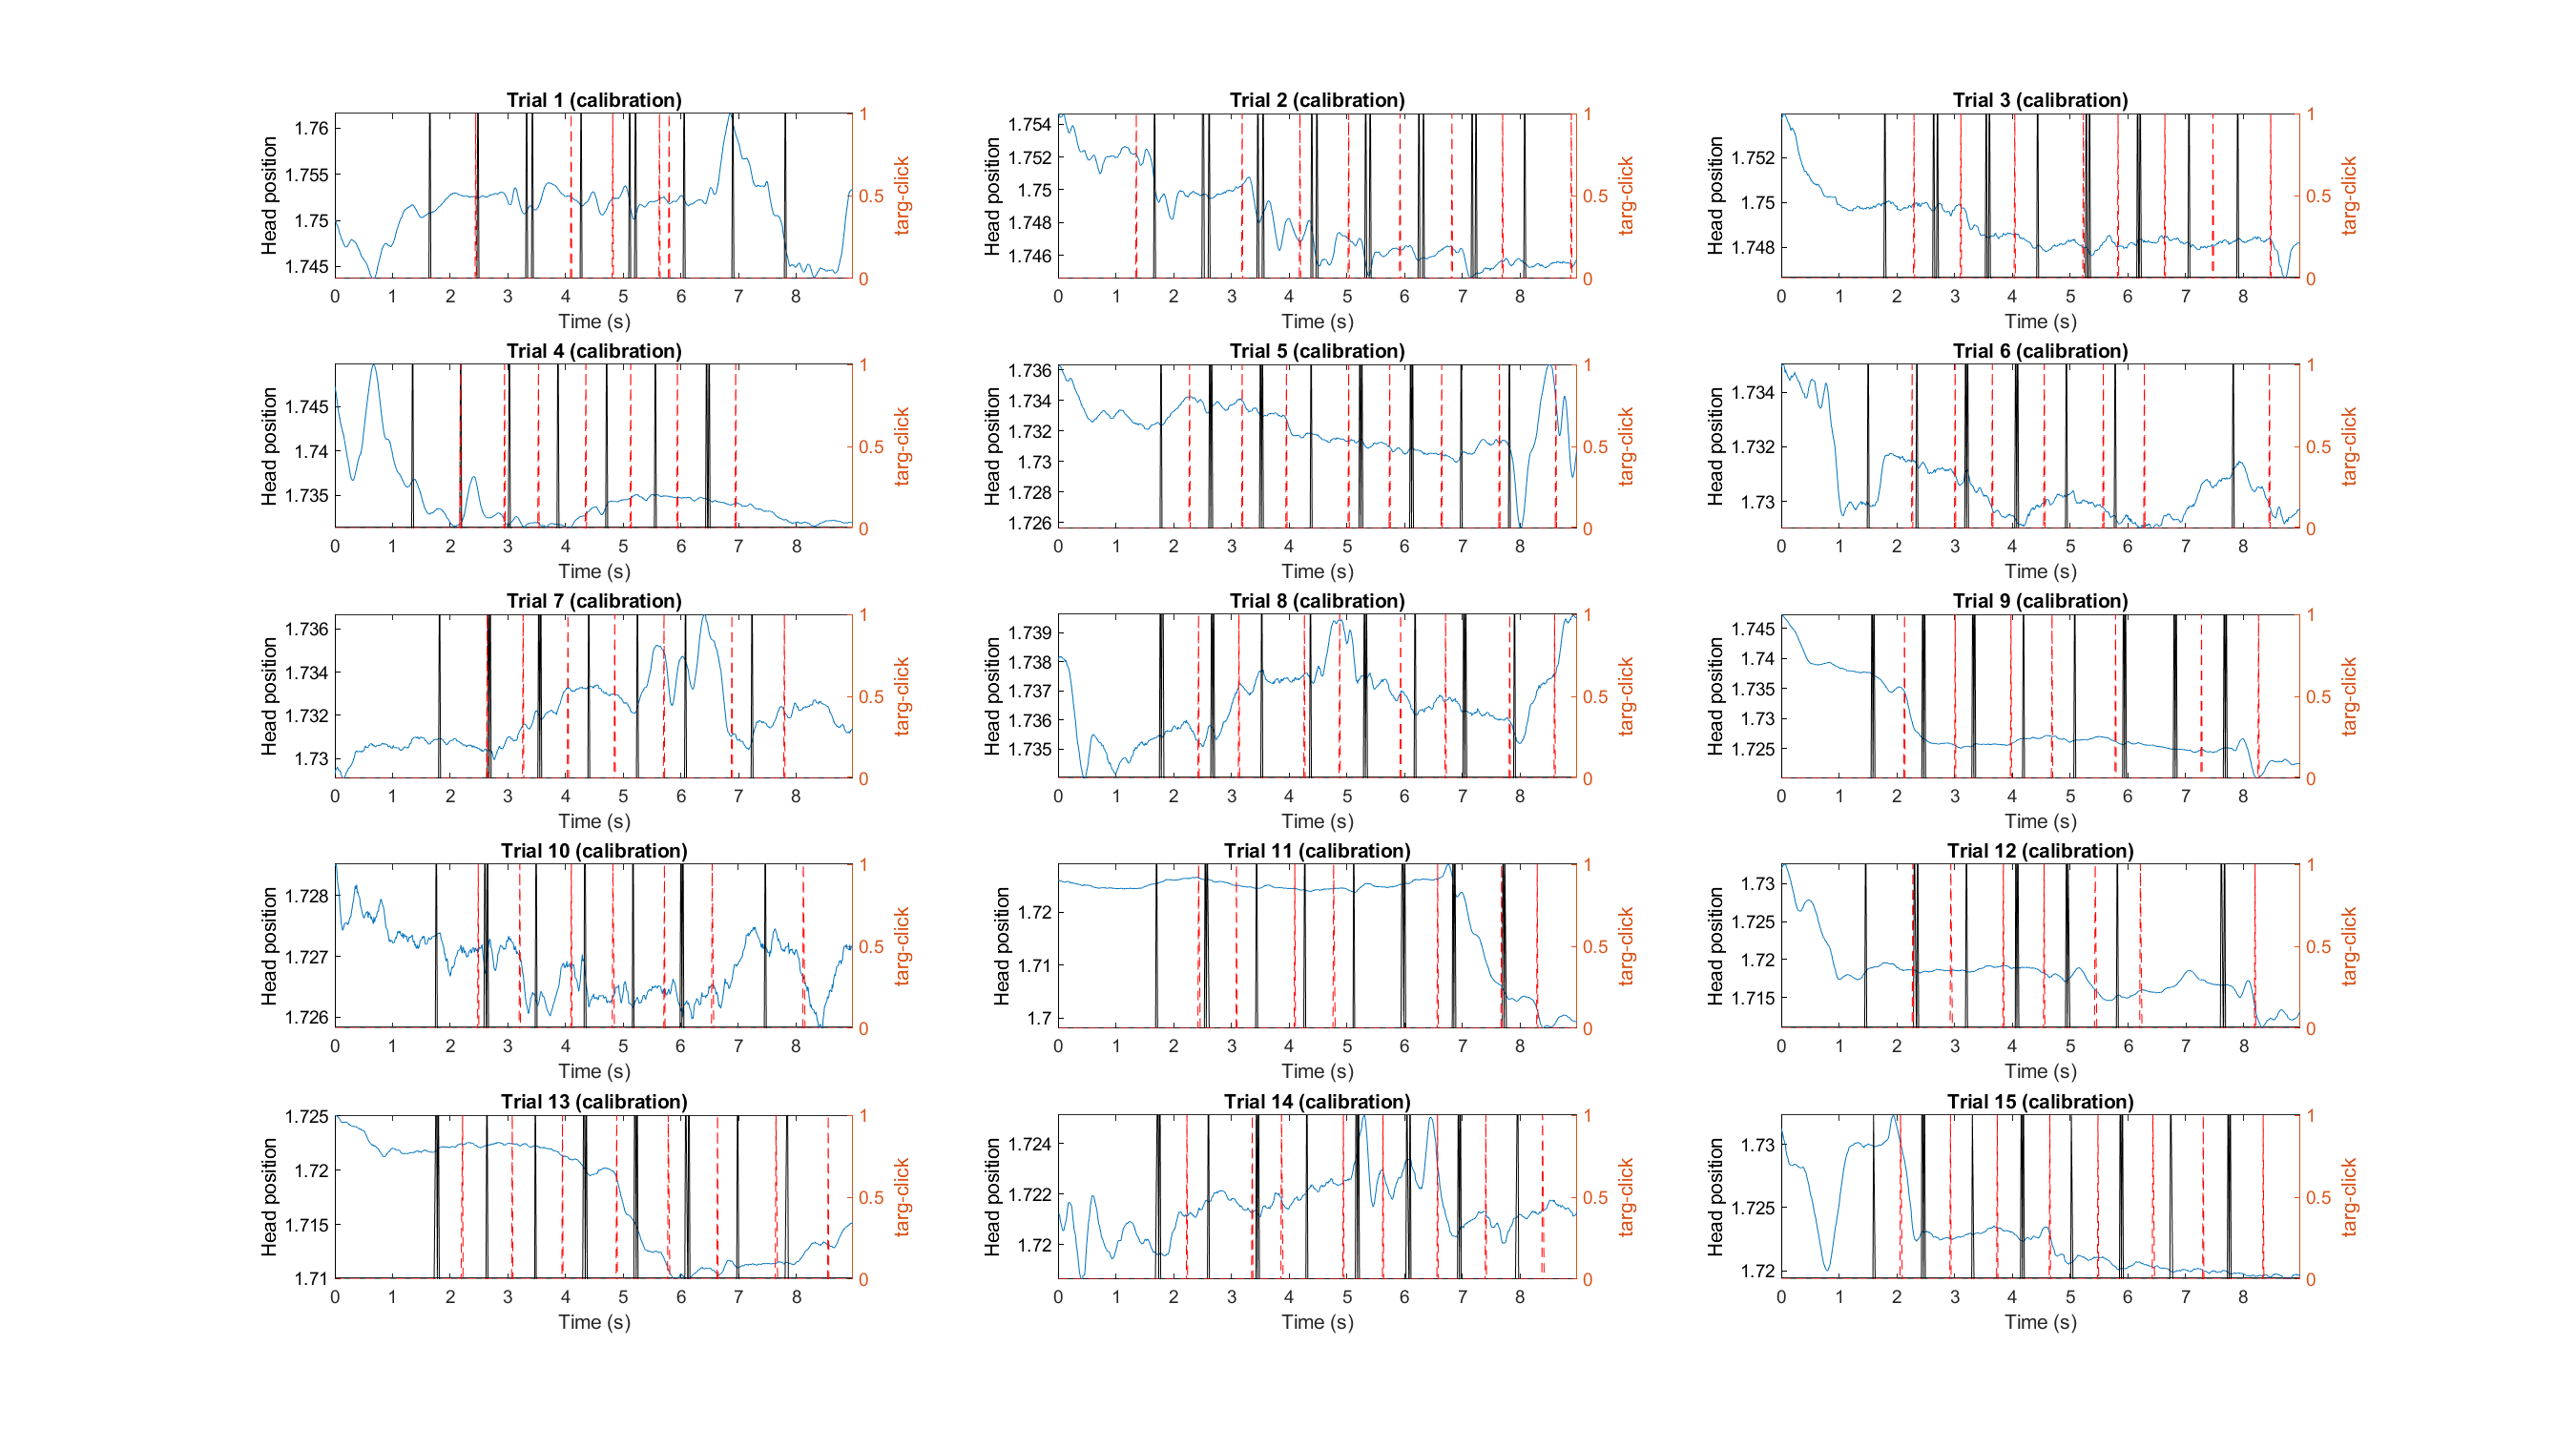 Trial 1 (calibration)
Head position
1.76
1.755
1.75
1.745
1
0.5
0
targ-click
0 1 2 3 4 5 6 7 8
Time (s)
Trial 2 (calibration)
Head position
1.754
1.752
1.75
1.748
1.746
1
0.5
0
targ-click
0 1 2 3 4 5 6 7 8
Time (s)
Trial 3 (calibration)
Head position
1.752
1.75
1.748
1
0.5
0
targ-click
0 1 2 3 4 5 6 7 8
Time (s)
Trial 4 (calibration)
Head position
1.745
1.74
1.735
1
0.5
0
targ-click
0 1 2 3 4 5 6 7 8
Time (s)
Trial 5 (calibration)
Head position
1.736
1.734
1.732
1.73
1.728
1.726
1
0.5
0
targ-click
0 1 2 3 4 5 6 7 8
Time (s)
Trial 6 (calibration)
Head position
1.734
1.732
1.73
1
0.5
0
targ-click
0 1 2 3 4 5 6 7 8
Time (s)
Trial 7 (calibration)
Head position
1.736
1.734
1.732
1.73
1
0.5
0
targ-click
0 1 2 3 4 5 6 7 8
Time (s)
Trial 8 (calibration)
Head position
1.739
1.738
1.737
1.736
1.735
1
0.5
0
targ-click
0 1 2 3 4 5 6 7 8
Time (s)
Trial 9 (calibration)
Head position
1.745
1.74
1.735
1.73
1.725
1
0.5
0
targ-click
0 1 2 3 4 5 6 7 8
Time (s)
Trial 10 (calibration)
Head position
1.728
1.727
1.726
1
0.5
0
targ-click
0 1 2 3 4 5 6 7 8
Time (s)
Trial 11 (calibration)
Head position
1.72
1.71
1.7
1
0.5
0
targ-click
0 1 2 3 4 5 6 7 8
Time (s)
Trial 12 (calibration)
Head position
1.73
1.725
1.72
1.715
1
0.5
0
targ-click
0 1 2 3 4 5 6 7 8
Time (s)
Trial 13 (calibration)
Head position
1.725
1.72
1.715
1.71
1
0.5
0
targ-click
0 1 2 3 4 5 6 7 8
Time (s)
Trial 14 (calibration)
Head position
1.724
1.722
1.72
1
0.5
0
targ-click
0 1 2 3 4 5 6 7 8
Time (s)
Trial 15 (calibration)
Head position
1.73
1.725
1.72
1
0.5
0
targ-click
0 1 2 3 4 5 6 7 8
Time (s)